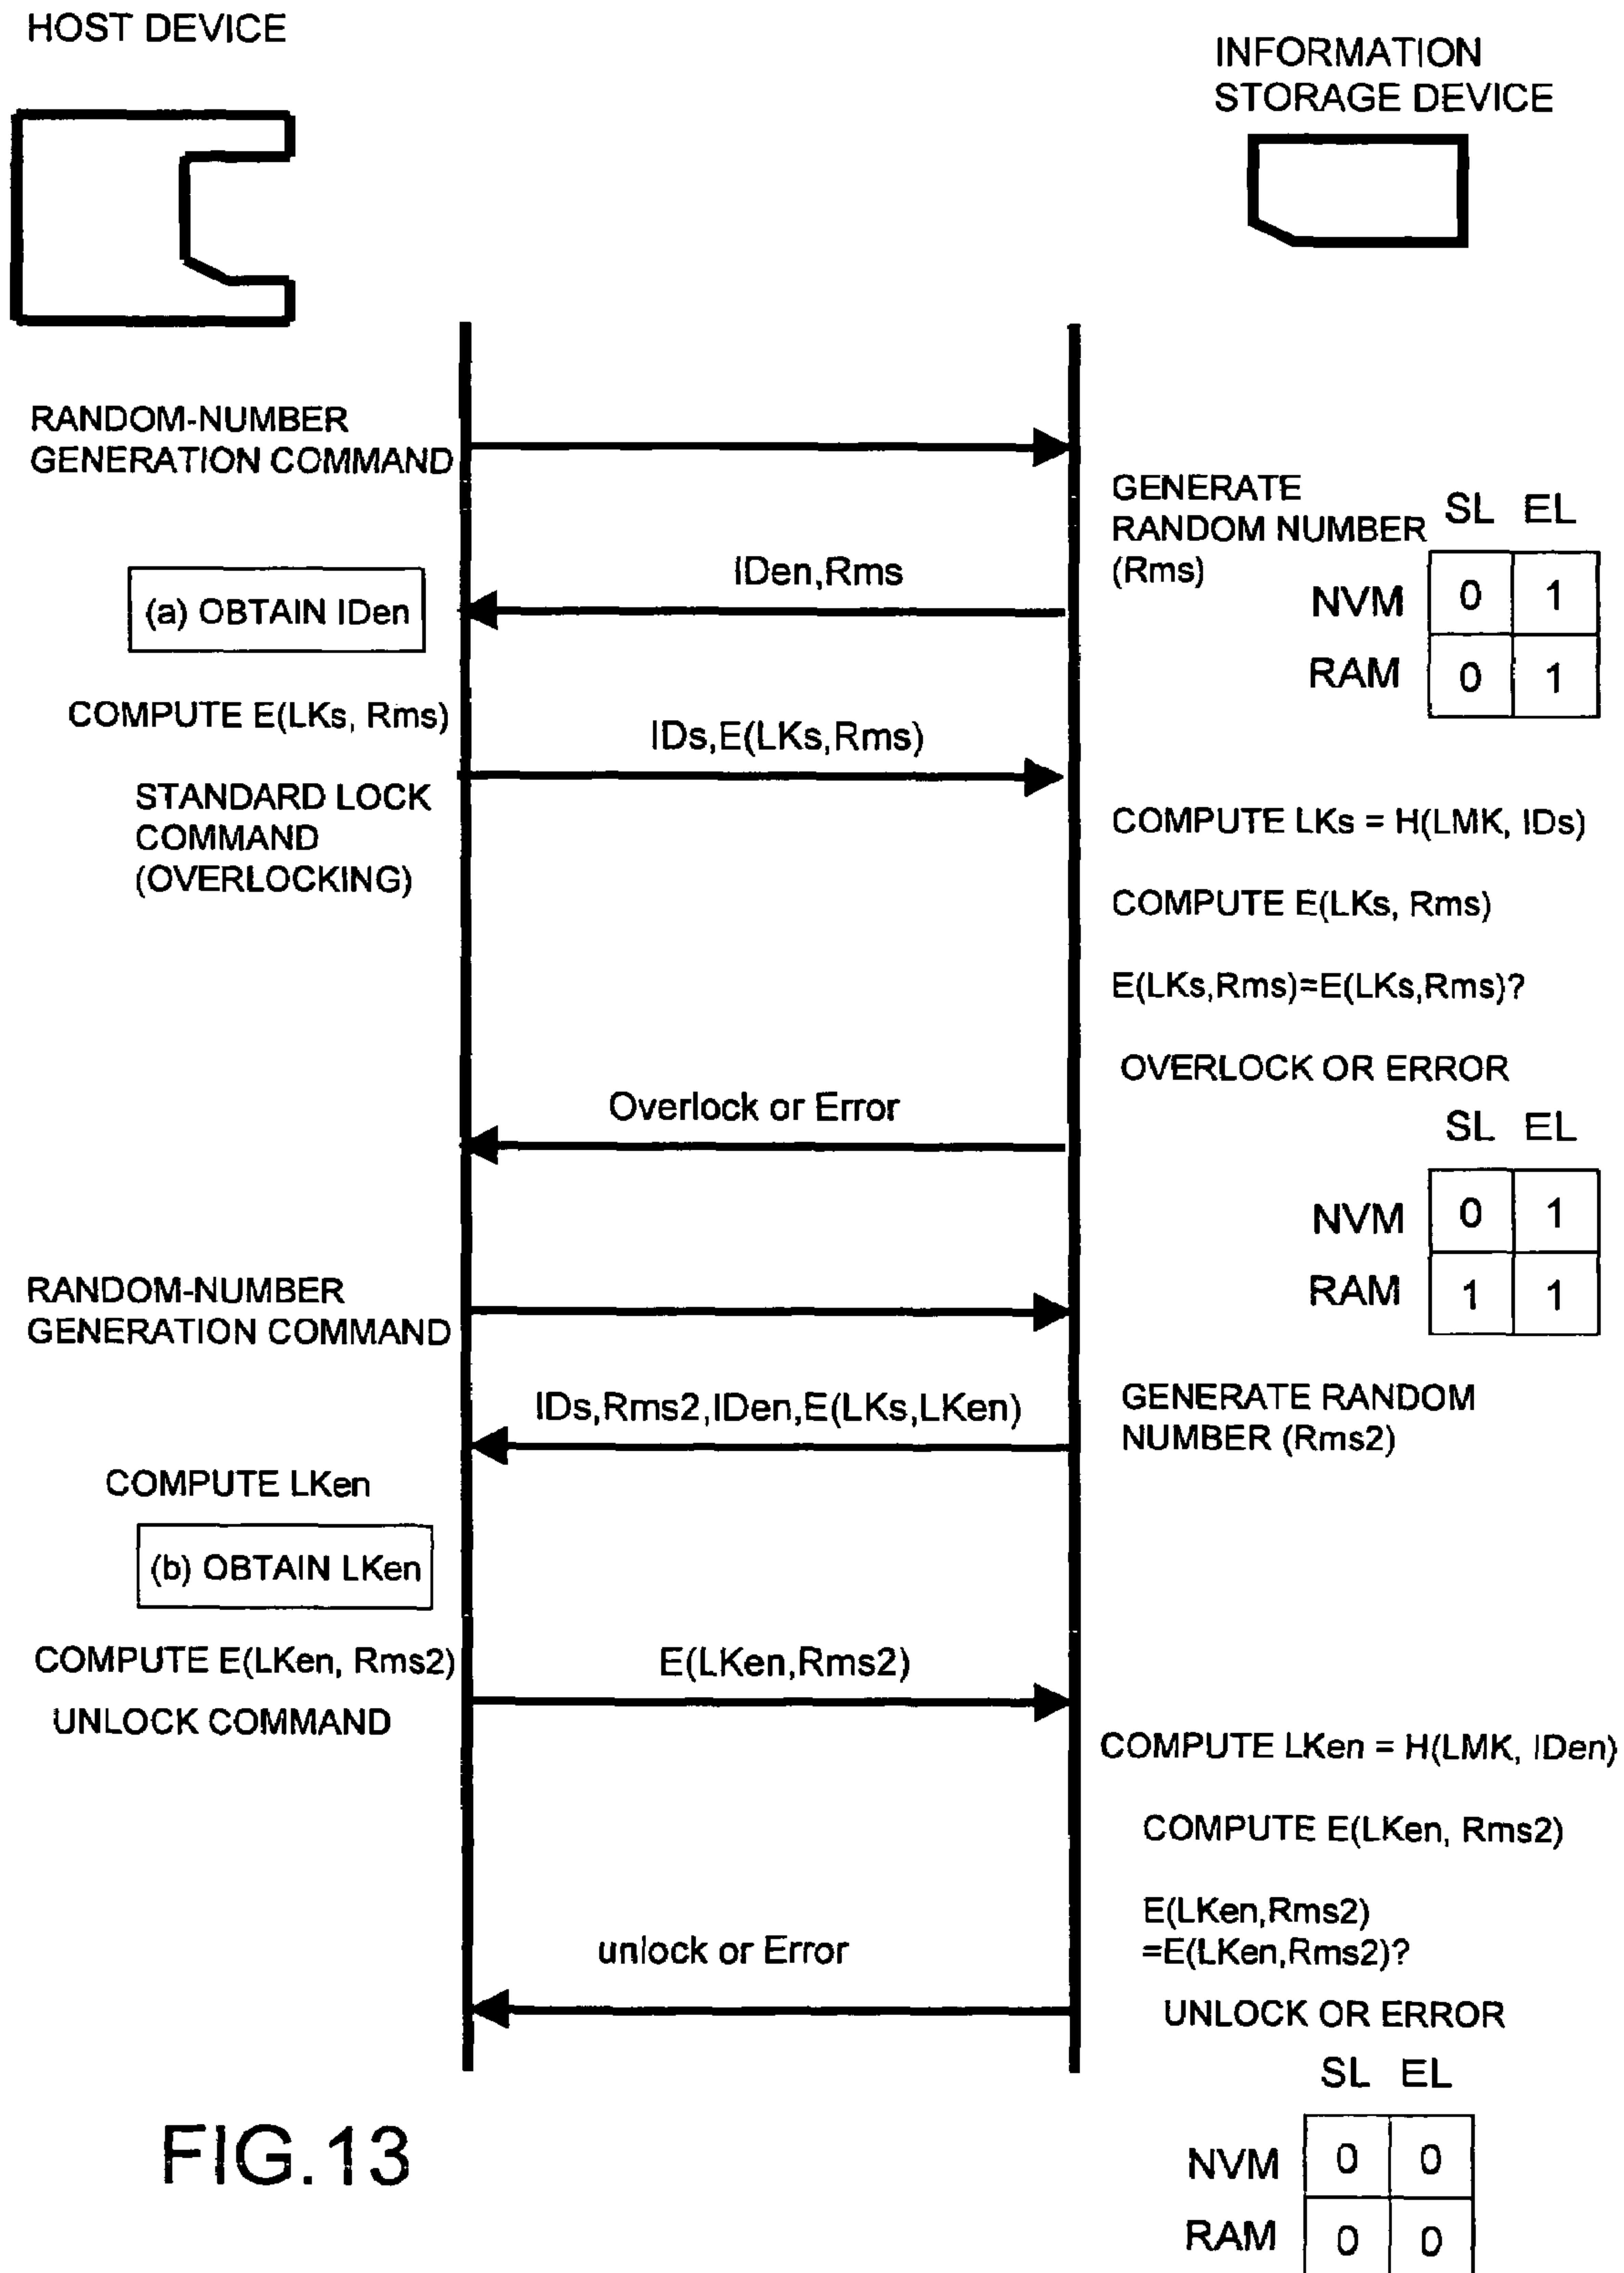 HOST DEVICE
INFORMATION
STORAGE DEVICE
RANDOM-NUMBER
GENERATION COMMAND
GENERATE
RANDOM NUMBER
(Rms)
SL EL
NVM 0 1
RAM 0 1
IDen,Rms
(a) OBTAIN IDen
COMPUTE E(LKs, Rms)
IDs,E(LKs,Rms)
STANDARD LOCK
COMMAND
(OVERLOCKING)
COMPUTE LKs = H(LMK, IDs)
COMPUTE E(LKs, Rms)
E(LKs,Rms)=E(LKs,Rms)?
OVERLOCK OR ERROR
Overlock or Error
SL EL
NVM 0 1
RAM 1 1
RANDOM-NUMBER
GENERATION COMMAND
IDs,Rms2,IDen,E(LKs,LKen)
GENERATE RANDOM
NUMBER (Rms2)
COMPUTE LKen
(b) OBTAIN LKen
COMPUTE E(LKen, Rms2)
E(LKen,Rms2)
UNLOCK COMMAND
COMPUTE LKen = H(LMK, IDen)
COMPUTE E(LKen, Rms2)
E(LKen,Rms2)
=E(LKen,Rms2)?
unlock or Error
UNLOCK OR ERROR
SL EL
NVM 0 0
RAM 0 0
FIG.13